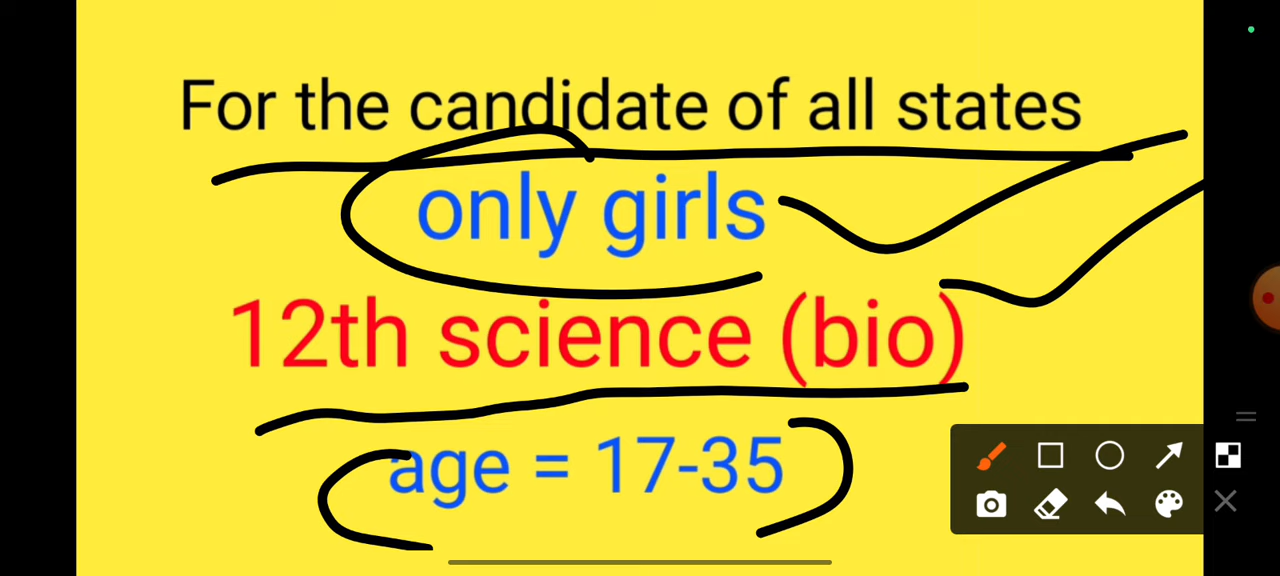 For the candidate of all states
only girls
12th science (bio)
age = 17-35